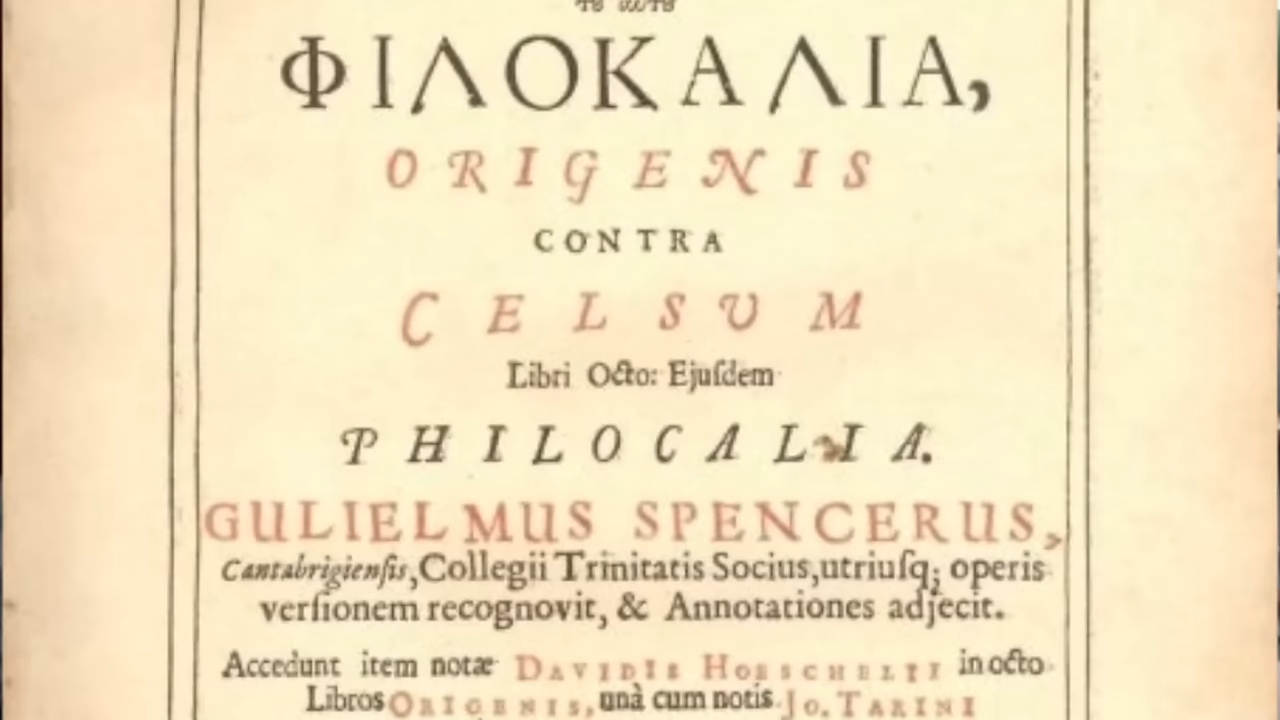 ΦΙΛΟΚΑΛΙΑ,
ORIGENIS
CONTRA
CELSUM
Libri Octo: Ejuſdem
PHILOCALIA.
GULIELMUS SPENCERUS,
Cantabrigienſis, Collegii Trinitatis Socius, utriuſq; operis
verſionem recognovit, & Annotationes adjecit.
Accedunt item notæ DAVIDIS HOESCHELII in octo
Libros ORIGENIS, unà cum notis JO. TARINI